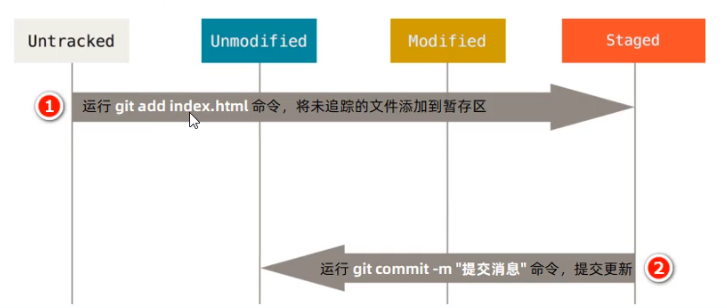 Untracked
Unmodified
Modified
Staged
1
运行 git add index.html 命令，将未追踪的文件添加到暂存区
运行 git commit -m "提交消息" 命令，提交更新
2